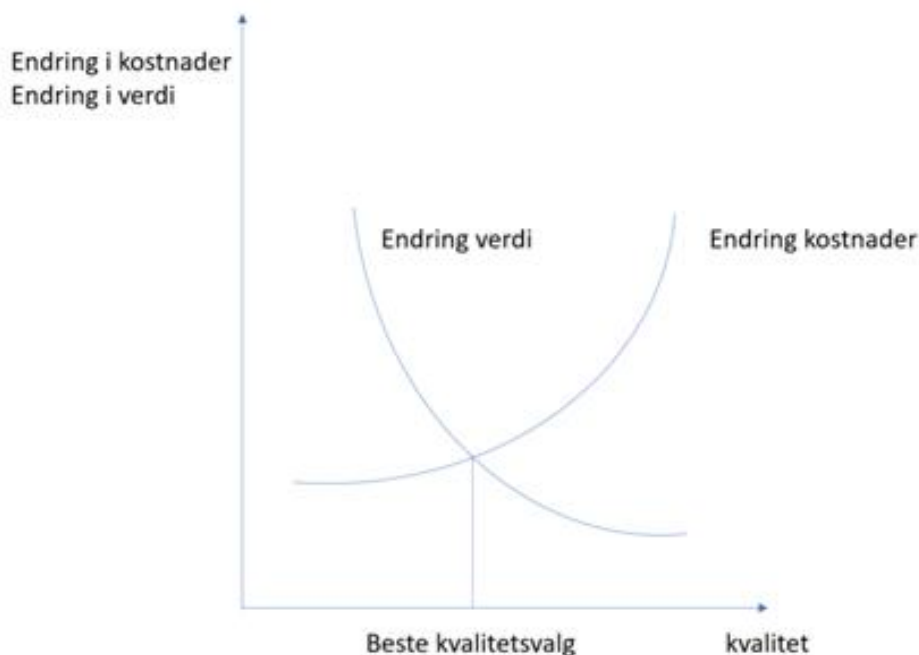 Endring i kostnader
Endring i verdi
Endring verdi
Endring kostnader
Beste kvalitetsvalg
kvalitet